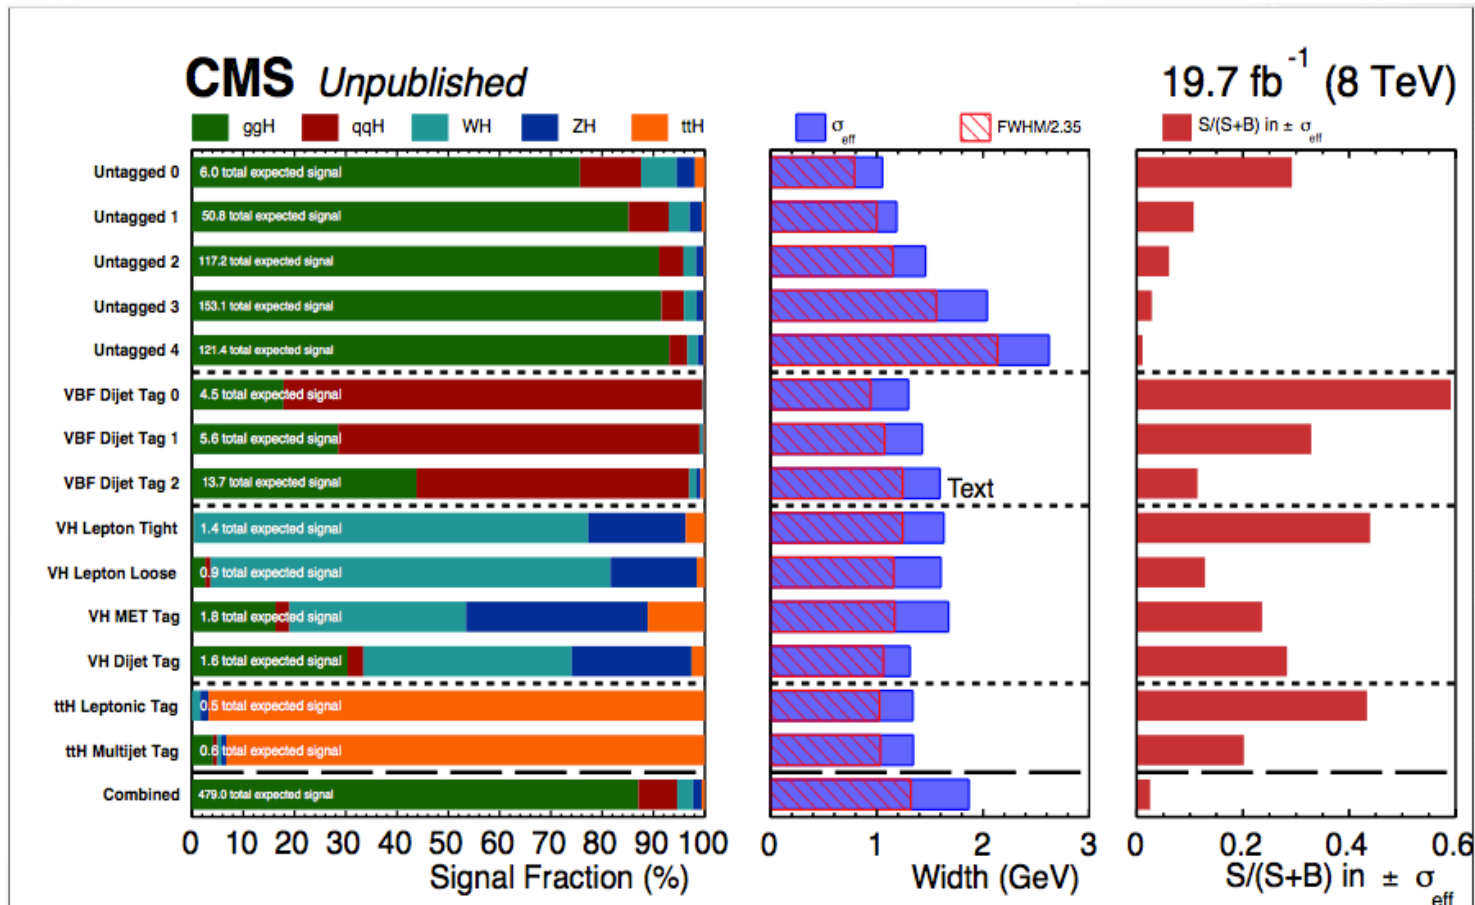 CMS Unpublished 19.7 fb⁻¹ (8 TeV)
ggH qqH WH ZH ttH σeff FWHM/2.35 S/(S+B) in ± σeff
Untagged 0 6.0 total expected signal
Untagged 1 50.8 total expected signal
Untagged 2 117.2 total expected signal
Untagged 3 153.1 total expected signal
Untagged 4 121.4 total expected signal
VBF Dijet Tag 0 4.5 total expected signal
VBF Dijet Tag 1 5.6 total expected signal
VBF Dijet Tag 2 13.7 total expected signal Text
VH Lepton Tight 1.4 total expected signal
VH Lepton Loose 0.9 total expected signal
VH MET Tag 1.8 total expected signal
VH Dijet Tag 1.6 total expected signal
ttH Leptonic Tag 0.5 total expected signal
ttH Multijet Tag 0.6 total expected signal
Combined 479.0 total expected signal
0 10 20 30 40 50 60 70 80 90 100 0 1 2 3 0 0.2 0.4 0.6
Signal Fraction (%) Width (GeV) S/(S+B) in ± σeff